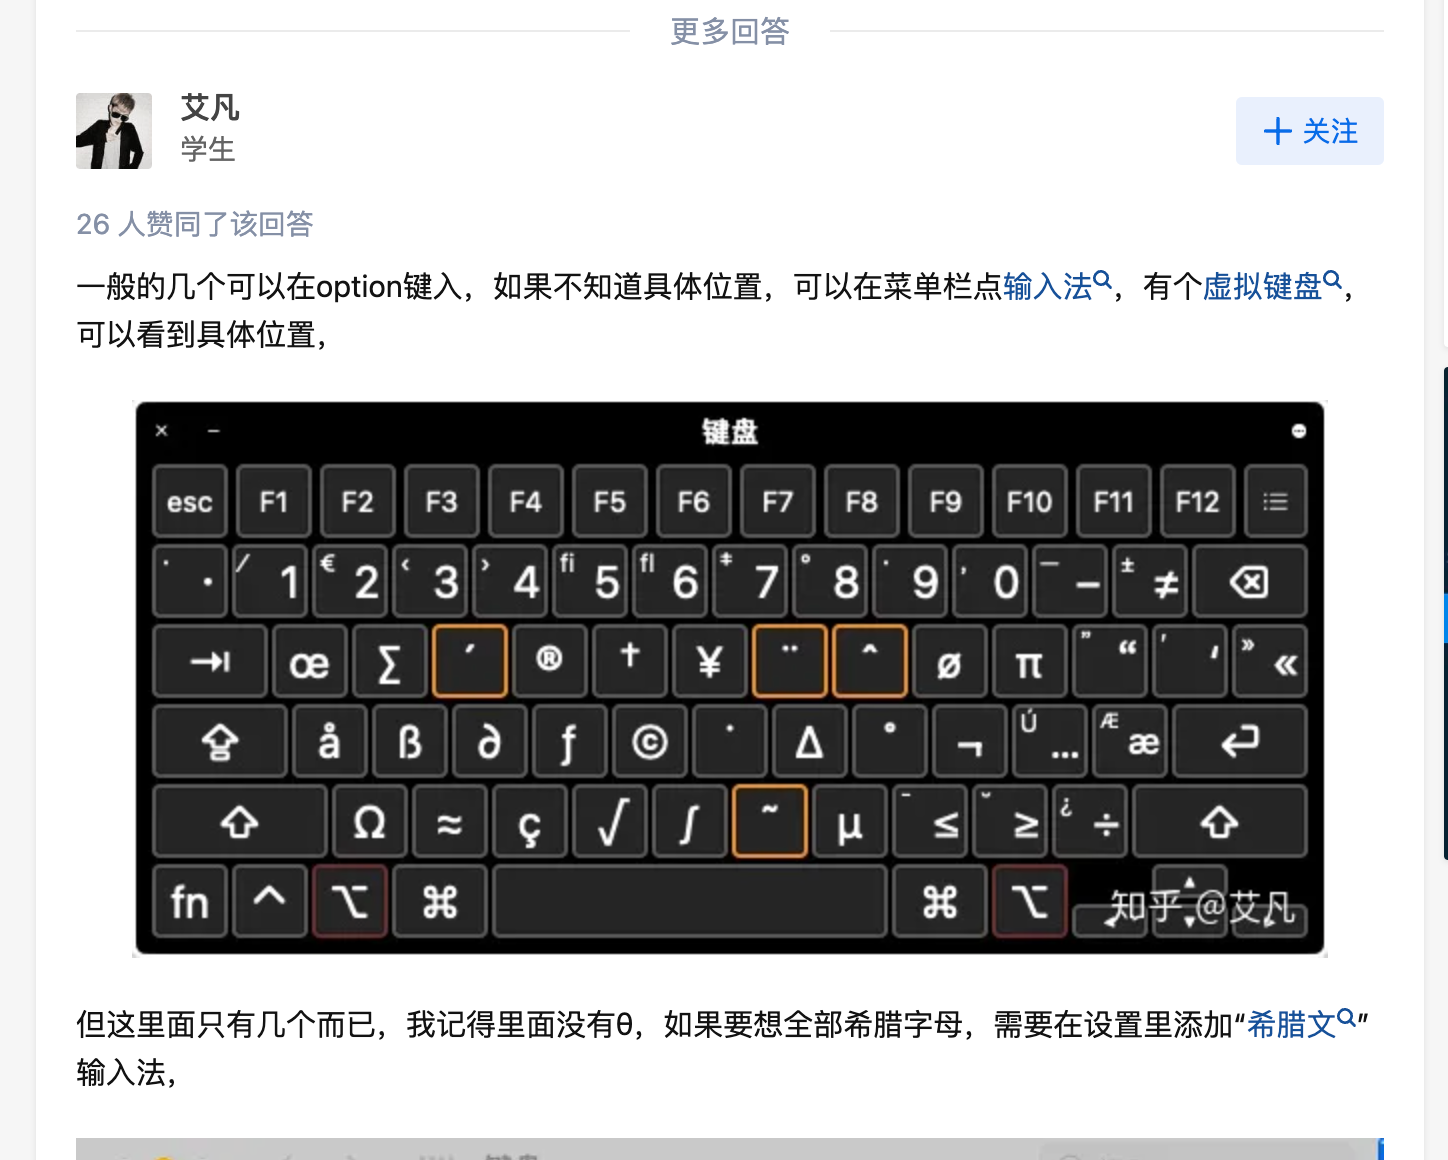 更多回答
艾凡
学生
+ 关注
26 人赞同了该回答
一般的几个可以在option键入，如果不知道具体位置，可以在菜单栏点输入法，有个虚拟键盘，
可以看到具体位置，
× − 键盘
esc F1 F2 F3 F4 F5 F6 F7 F8 F9 F10 F11 F12
· / 1 € 2 ‹ 3 › 4 fi 5 fl 6 ‡ 7 ° 8 · 9 ‚ 0 — – ± ≠
œ ∑ ´ ® † ¥ ¨ ˆ ø π ” “ ’ ‘ » «
å ß ∂ ƒ © ˙ ∆ ° ¬ Ú … Æ æ
Ω ≈ ç √ ∫ ˜ µ ¯ ≤ ˘ ≥ ¿ ÷
fn ^ ⌥ ⌘ ⌘ ⌥
知乎 @艾凡
但这里面只有几个而已，我记得里面没有θ，如果要想全部希腊字母，需要在设置里添加“希腊文”
输入法，